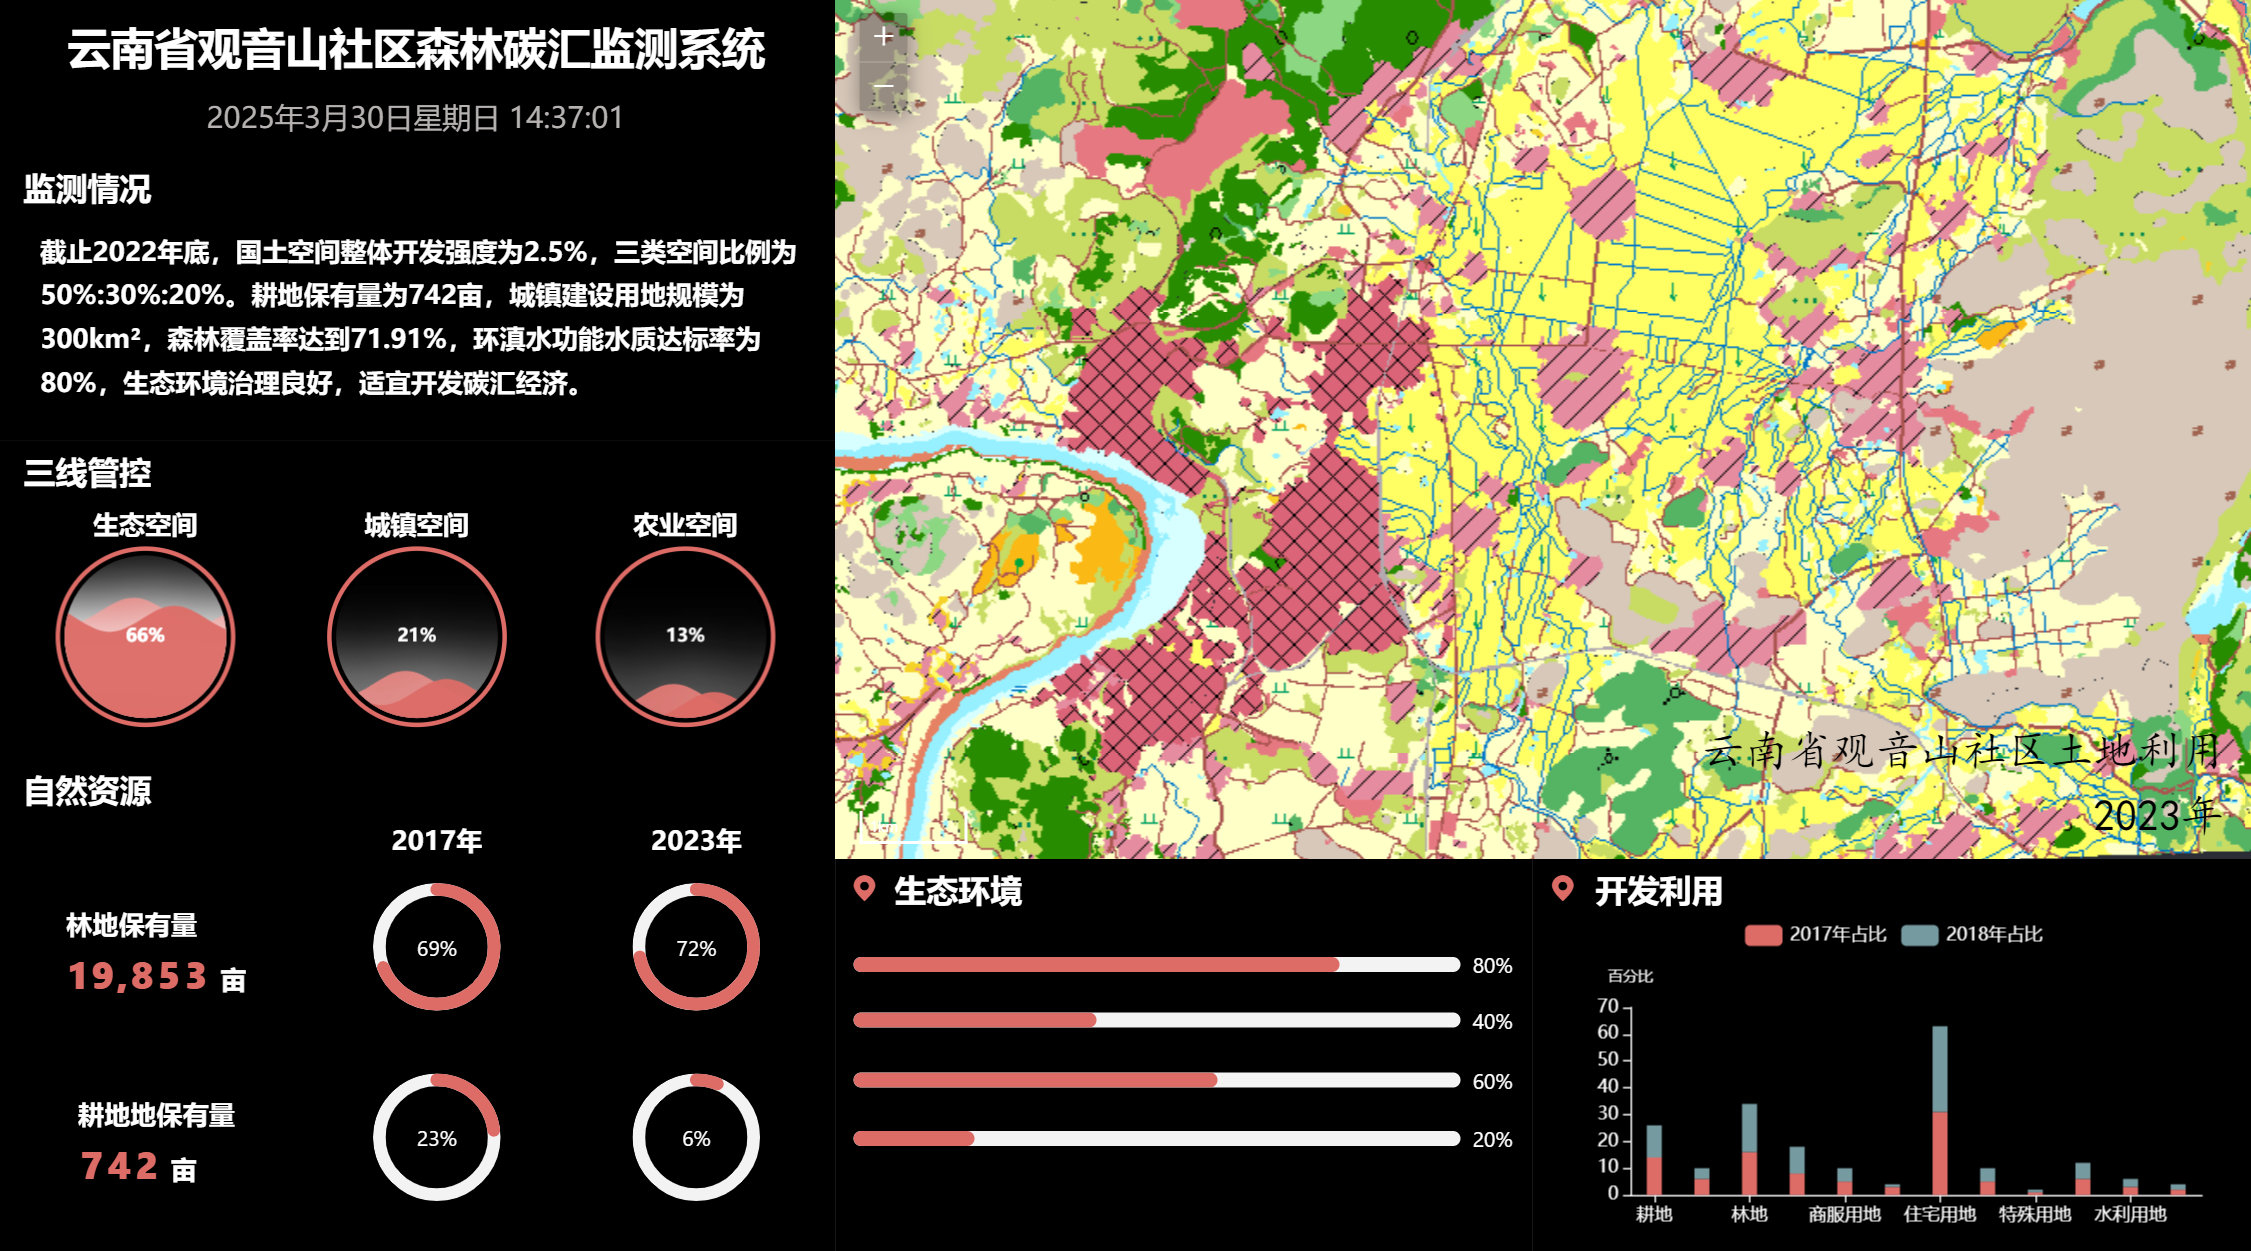 云南省观音山社区森林碳汇监测系统
2025年3月30日星期日 14:37:01
监测情况
截止2022年底，国土空间整体开发强度为2.5%，三类空间比例为
50%:30%:20%。耕地保有量为742亩，城镇建设用地规模为
300km²，森林覆盖率达到71.91%，环滇水功能水质达标率为
80%，生态环境治理良好，适宜开发碳汇经济。
三线管控
生态空间 城镇空间 农业空间
66% 21% 13%
自然资源
2017年 2023年
林地保有量
19,853 亩
69% 72%
耕地地保有量
742 亩
23% 6%
+
−
云南省观音山社区土地利用
2023年
生态环境
80%
40%
60%
20%
开发利用
2017年占比 2018年占比
百分比
70
60
50
40
30
20
10
0
耕地 林地 商服用地 住宅用地 特殊用地 水利用地